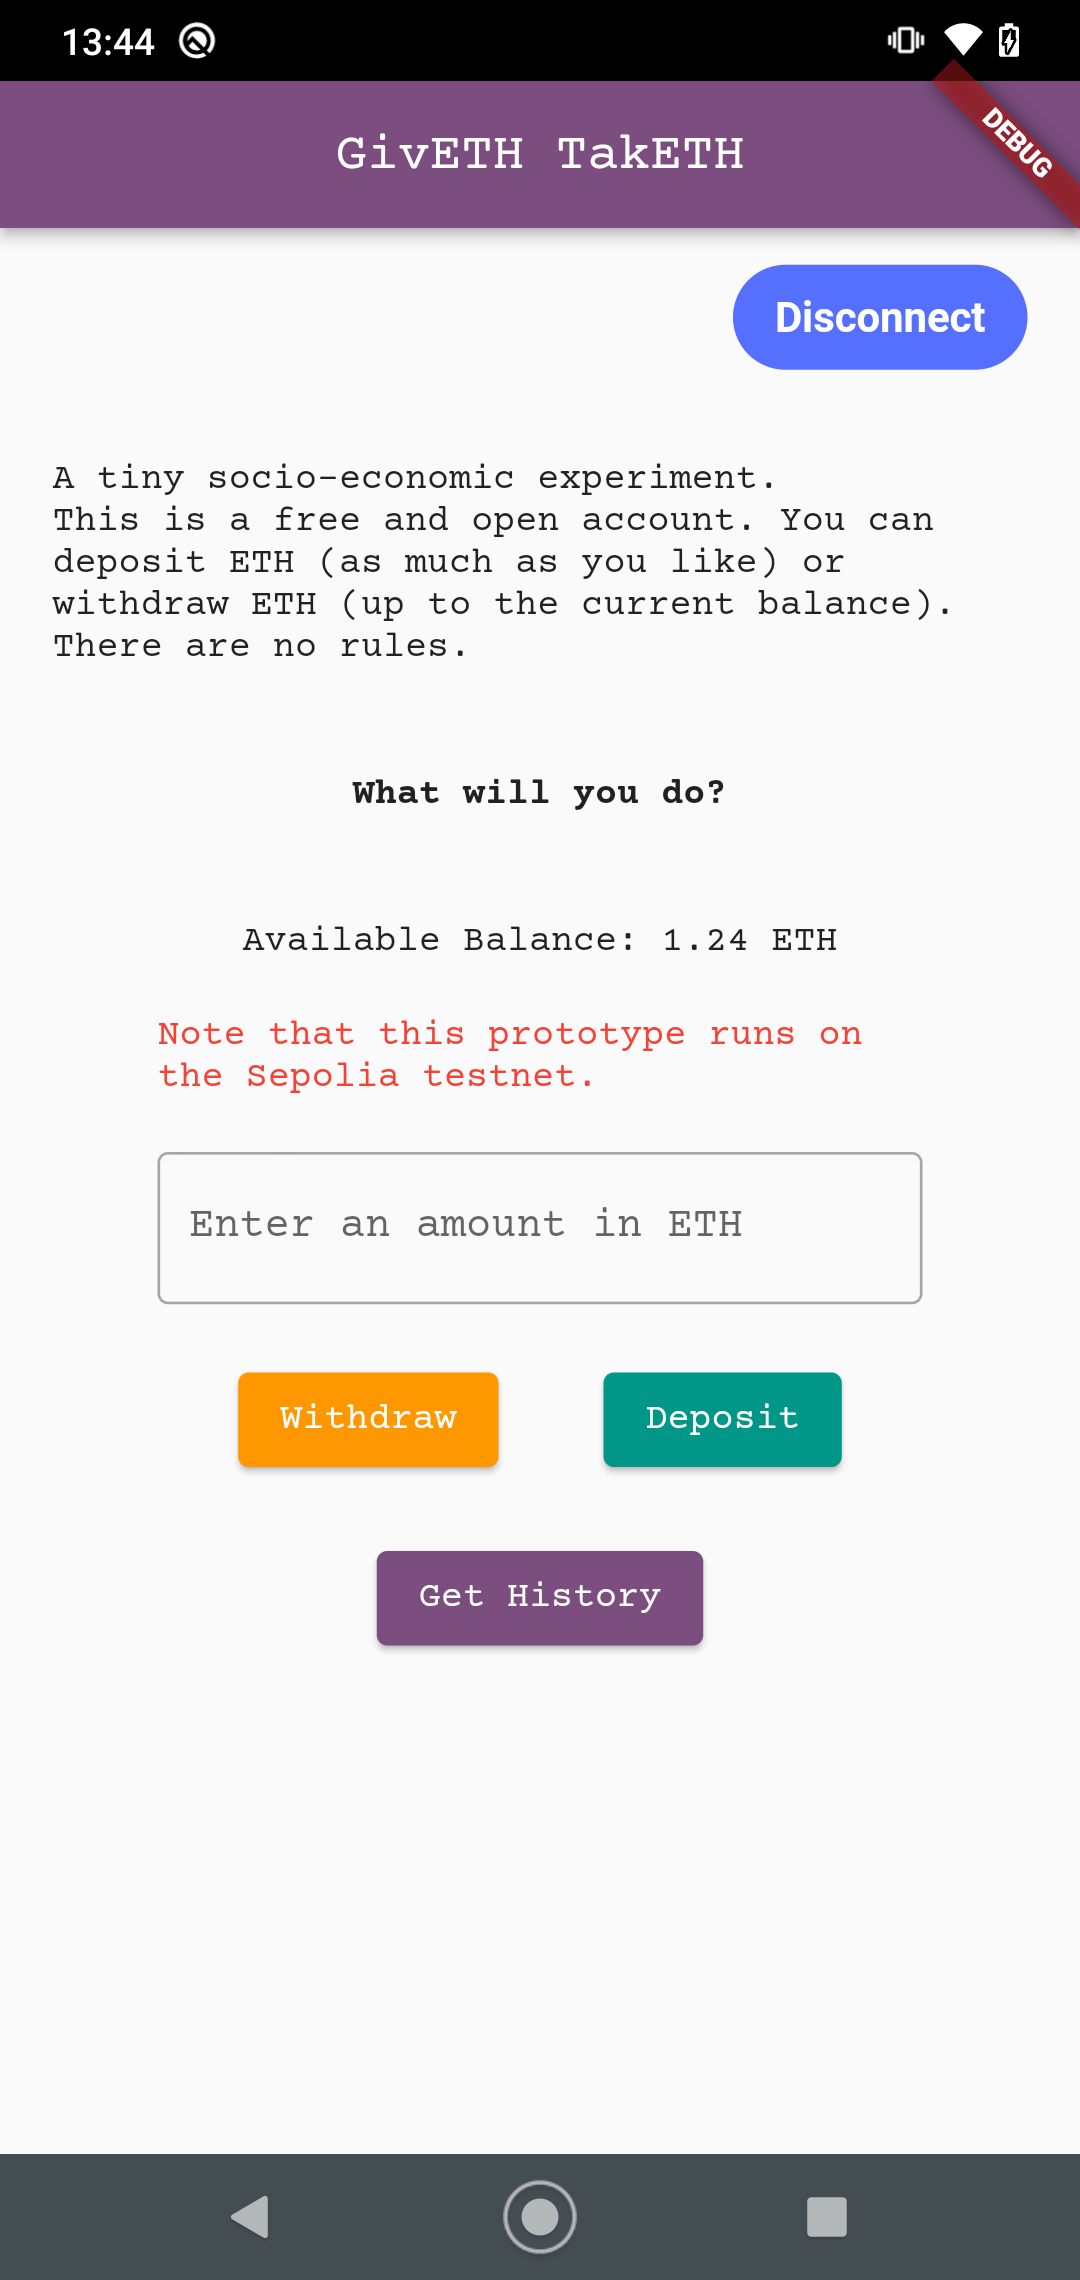 13:44
GivETH TakETH
DEBUG
Disconnect
A tiny socio-economic experiment.
This is a free and open account. You can
deposit ETH (as much as you like) or
withdraw ETH (up to the current balance).
There are no rules.
What will you do?
Available Balance: 1.24 ETH
Note that this prototype runs on
the Sepolia testnet.
Enter an amount in ETH
Withdraw
Deposit
Get History